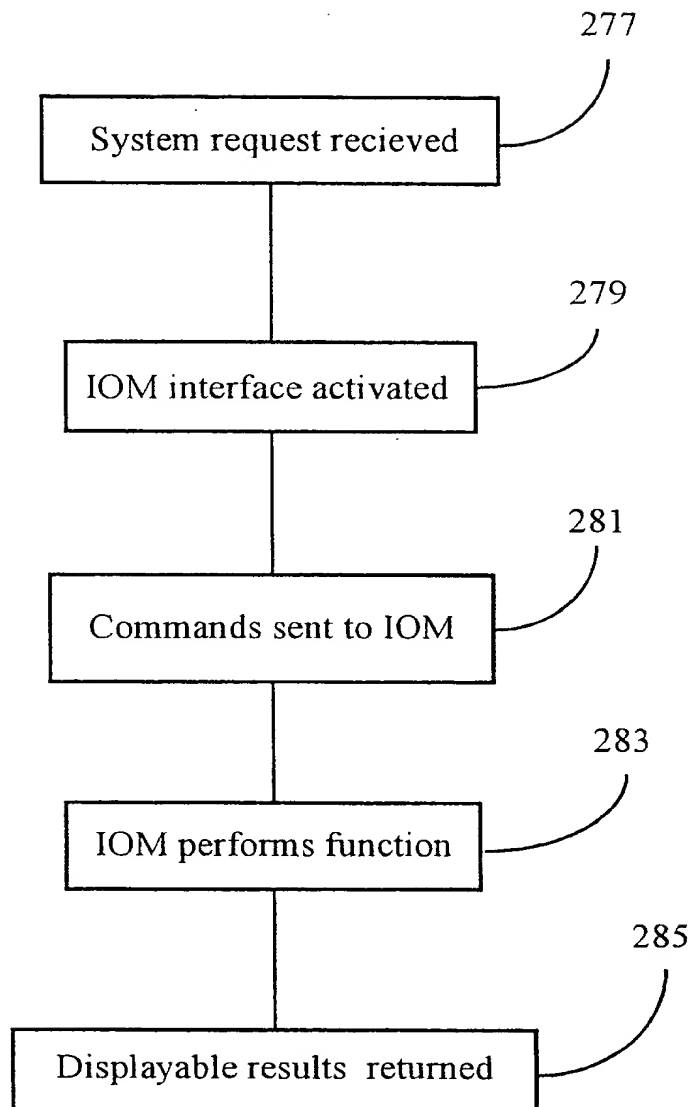 277
System request recieved
279
IOM interface activated
281
Commands sent to IOM
283
IOM performs function
285
Displayable results returned